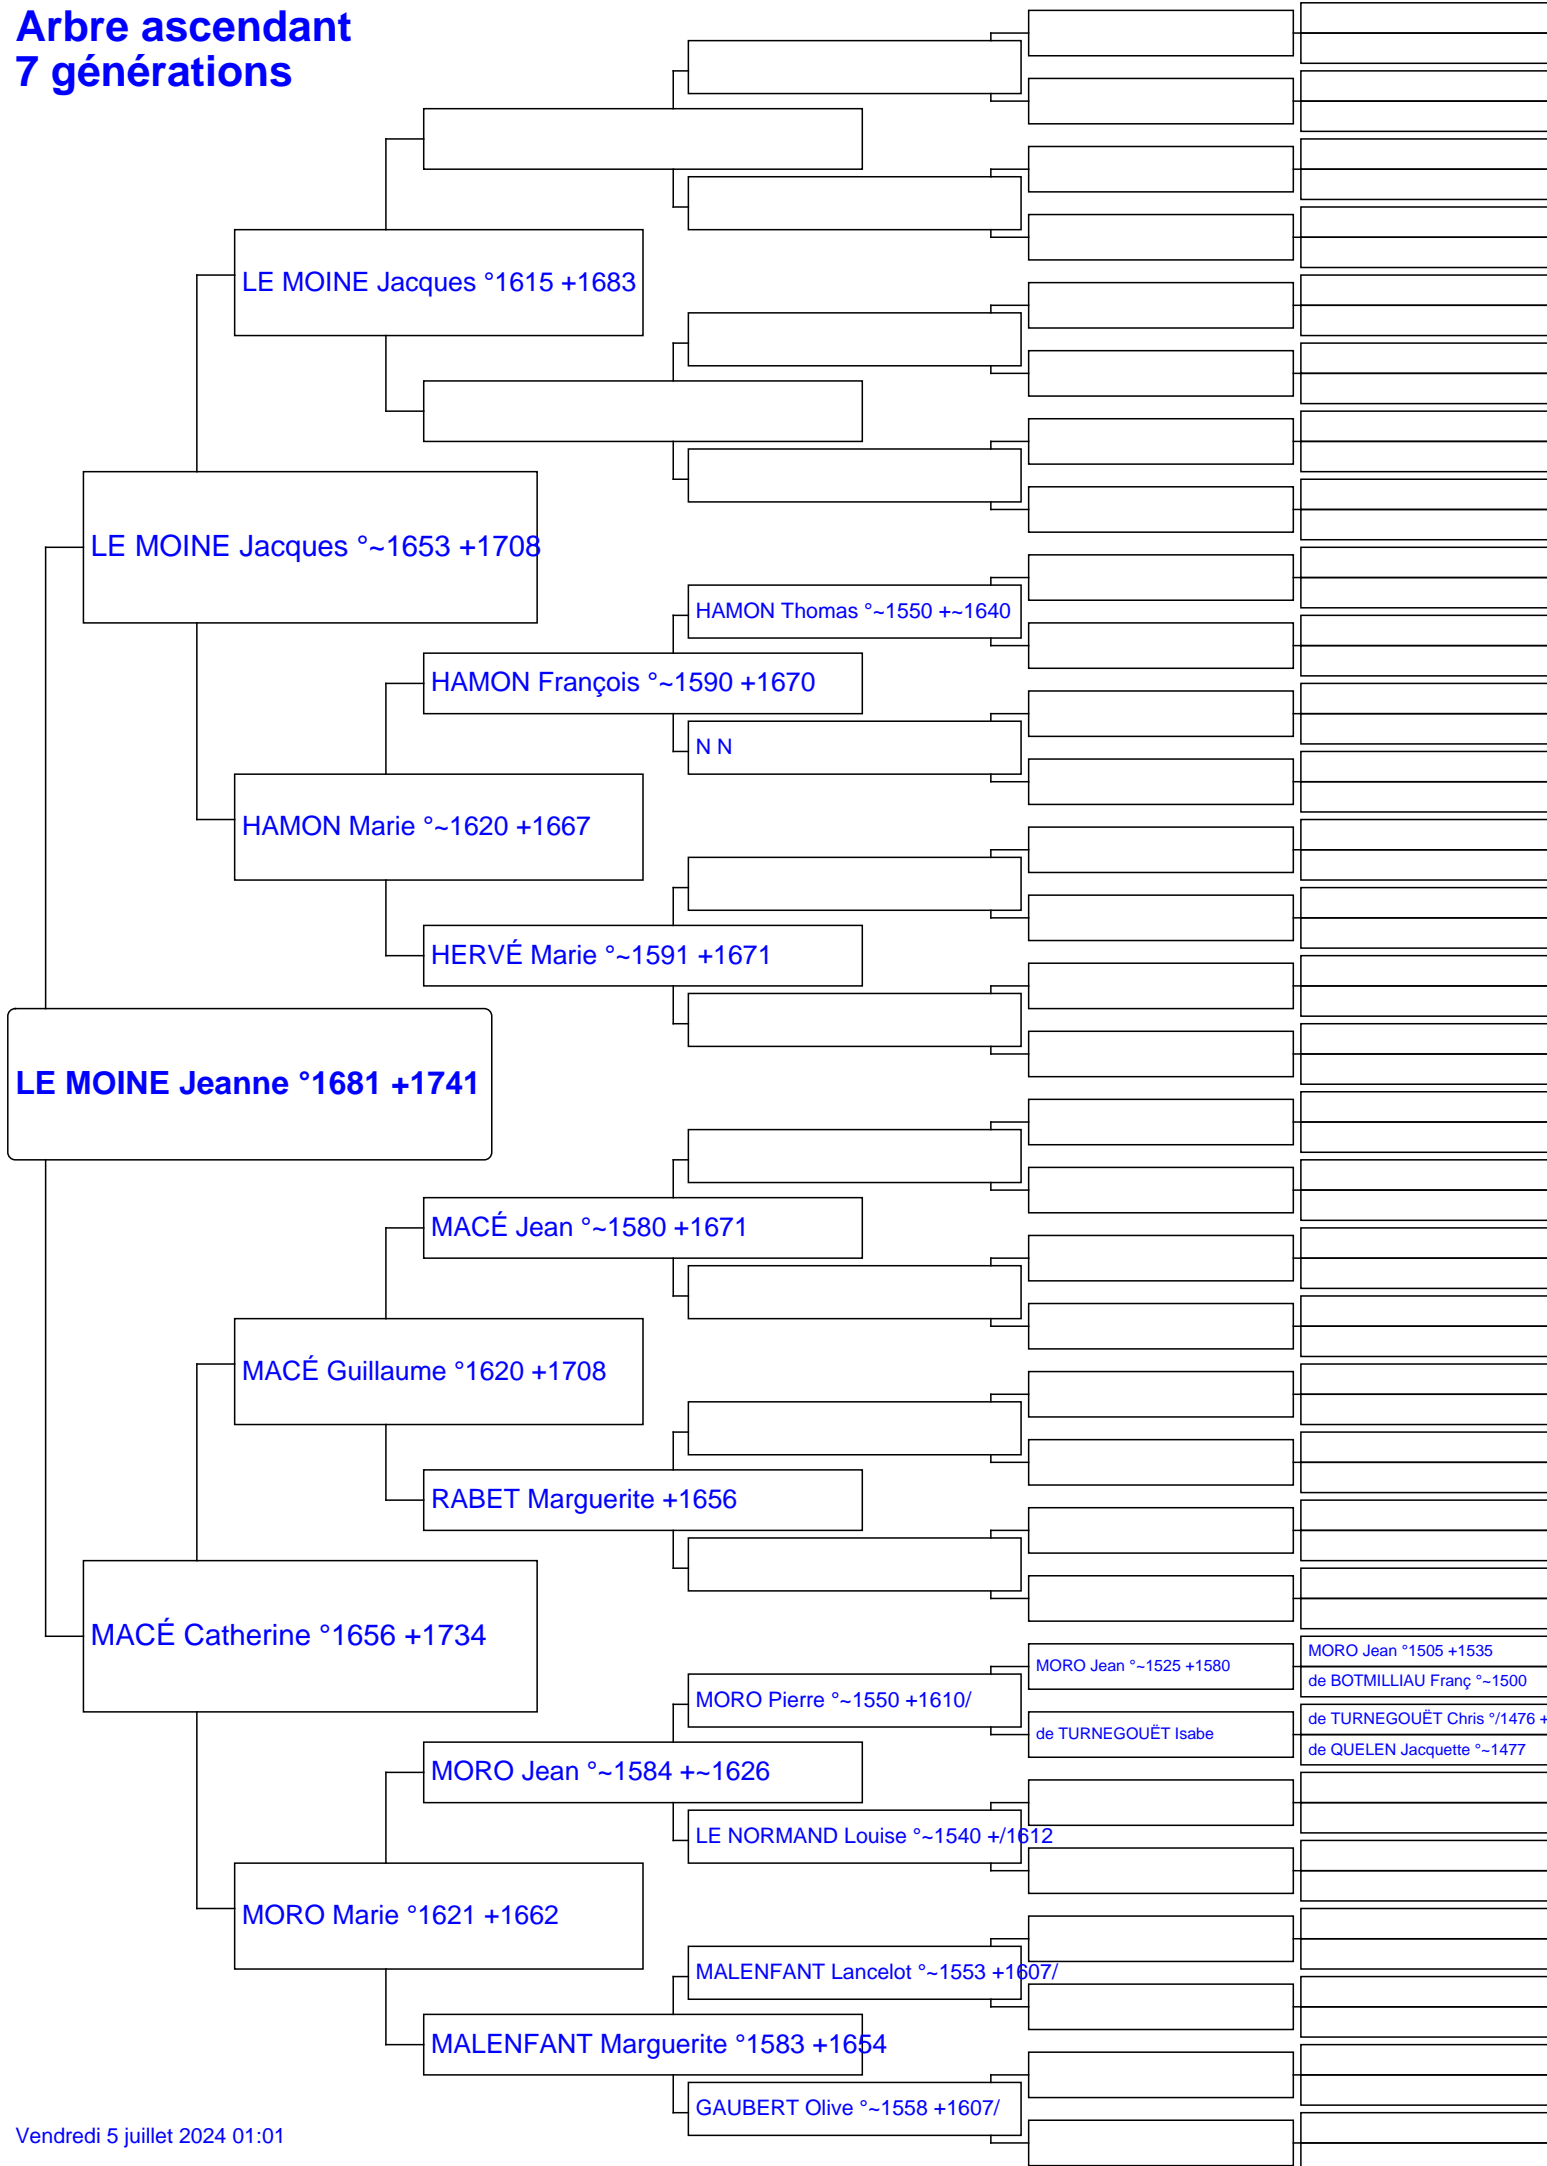 Arbre ascendant
7 générations
LE MOINE Jacques °1615 +1683
LE MOINE Jacques °~1653 +1708
HAMON Thomas °~1550 +~1640
HAMON François °~1590 +1670
N N
HAMON Marie °~1620 +1667
HERVÉ Marie °~1591 +1671
LE MOINE Jeanne °1681 +1741
MACÉ Jean °~1580 +1671
MACÉ Guillaume °1620 +1708
RABET Marguerite +1656
MACÉ Catherine °1656 +1734
MORO Jean °1505 +1535
MORO Jean °~1525 +1580
de BOTMILLIAU Franç °~1500
MORO Pierre °~1550 +1610/
de TURNEGOUËT Chris °/1476 +
de TURNEGOUËT Isabe
de QUELEN Jacquette °~1477
MORO Jean °~1584 +~1626
LE NORMAND Louise °~1540 +/1612
MORO Marie °1621 +1662
MALENFANT Lancelot °~1553 +1607/
MALENFANT Marguerite °1583 +1654
GAUBERT Olive °~1558 +1607/
Vendredi 5 juillet 2024 01:01